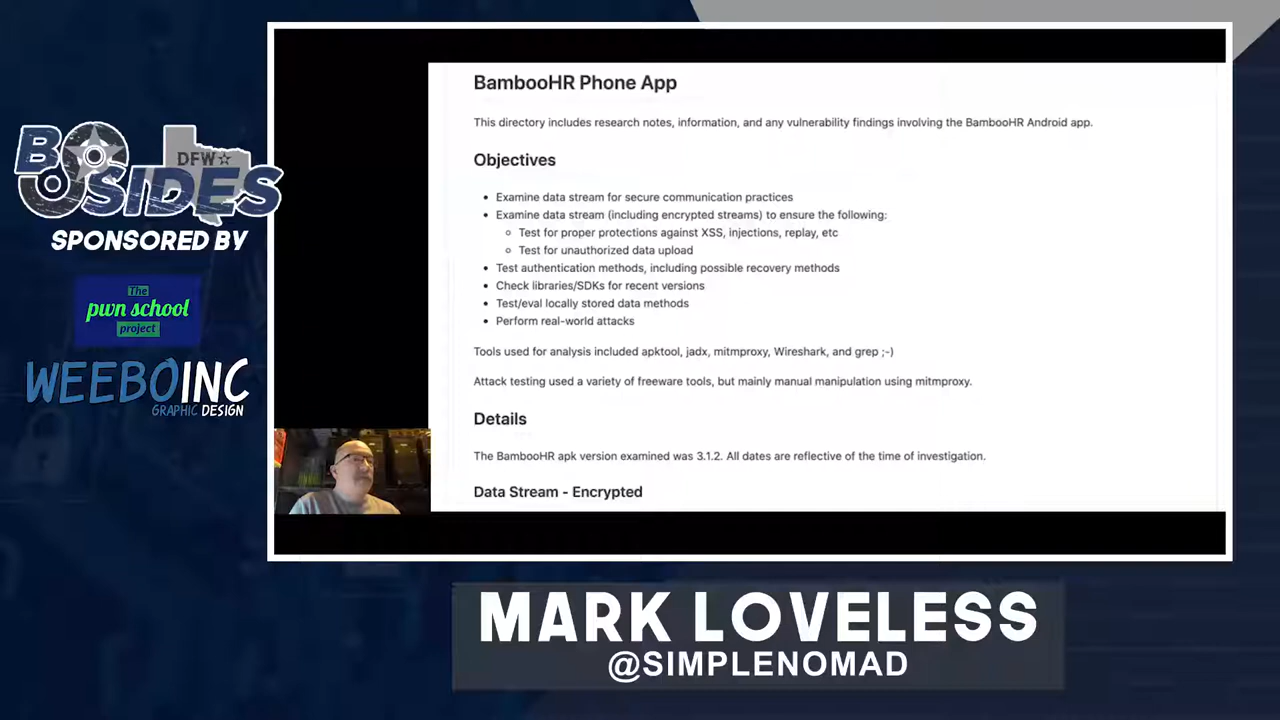 BSIDES
DFW
SPONSORED BY
The
pwn school
project
WEEBOINC
GRAPHIC DESIGN
BambooHR Phone App
This directory includes research notes, information, and any vulnerability findings involving the BambooHR Android app.
Objectives
• Examine data stream for secure communication practices
• Examine data stream (including encrypted streams) to ensure the following:
○ Test for proper protections against XSS, injections, replay, etc
○ Test for unauthorized data upload
• Test authentication methods, including possible recovery methods
• Check libraries/SDKs for recent versions
• Test/eval locally stored data methods
• Perform real-world attacks
Tools used for analysis included apktool, jadx, mitmproxy, Wireshark, and grep ;-)
Attack testing used a variety of freeware tools, but mainly manual manipulation using mitmproxy.
Details
The BambooHR apk version examined was 3.1.2. All dates are reflective of the time of investigation.
Data Stream - Encrypted
MARK LOVELESS
@SIMPLENOMAD